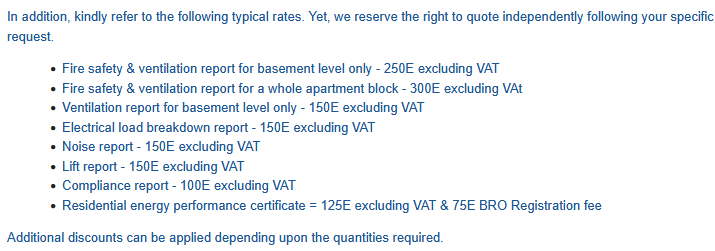 In addition, kindly refer to the following typical rates. Yet, we reserve the right to quote independently following your specific
request.
• Fire safety & ventilation report for basement level only - 250E excluding VAT
• Fire safety & ventilation report for a whole apartment block - 300E excluding VAt
• Ventilation report for basement level only - 150E excluding VAT
• Electrical load breakdown report - 150E excluding VAT
• Noise report - 150E excluding VAT
• Lift report - 150E excluding VAT
• Compliance report - 100E excluding VAT
• Residential energy performance certificate = 125E excluding VAT & 75E BRO Registration fee
Additional discounts can be applied depending upon the quantities required.